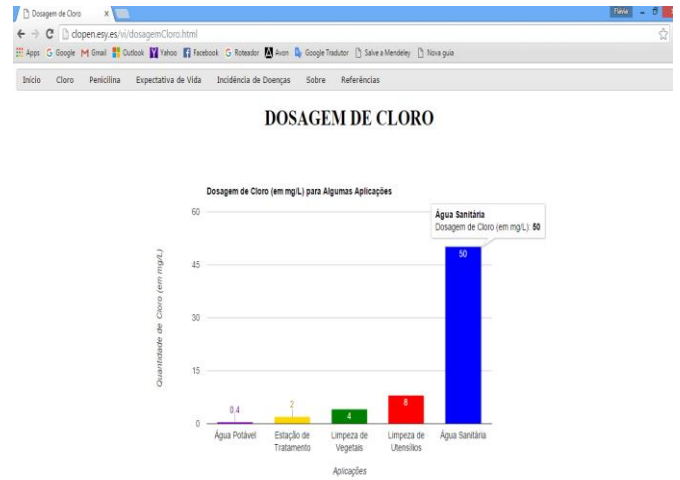 Dosagem de Cloro
Flávia
clopen.esy.es/vi/dosagemCloro.html
Apps Google Gmail Outlook Yahoo Facebook Roteador Avon Google Tradutor Salve a Mendeley Nova guia
Início Cloro Penicilina Expectativa de Vida Incidência de Doenças Sobre Referências
DOSAGEM DE CLORO
Dosagem de Cloro (em mg/L) para Algumas Aplicações
Água Sanitária
Dosagem de Cloro (em mg/L): 50
60
45
30
15
0
Quantidade de Cloro (em mg/L)
0,4
2
4
8
50
Água Potável
Estação de
Tratamento
Limpeza de
Vegetais
Limpeza de
Utensílios
Água Sanitária
Aplicações